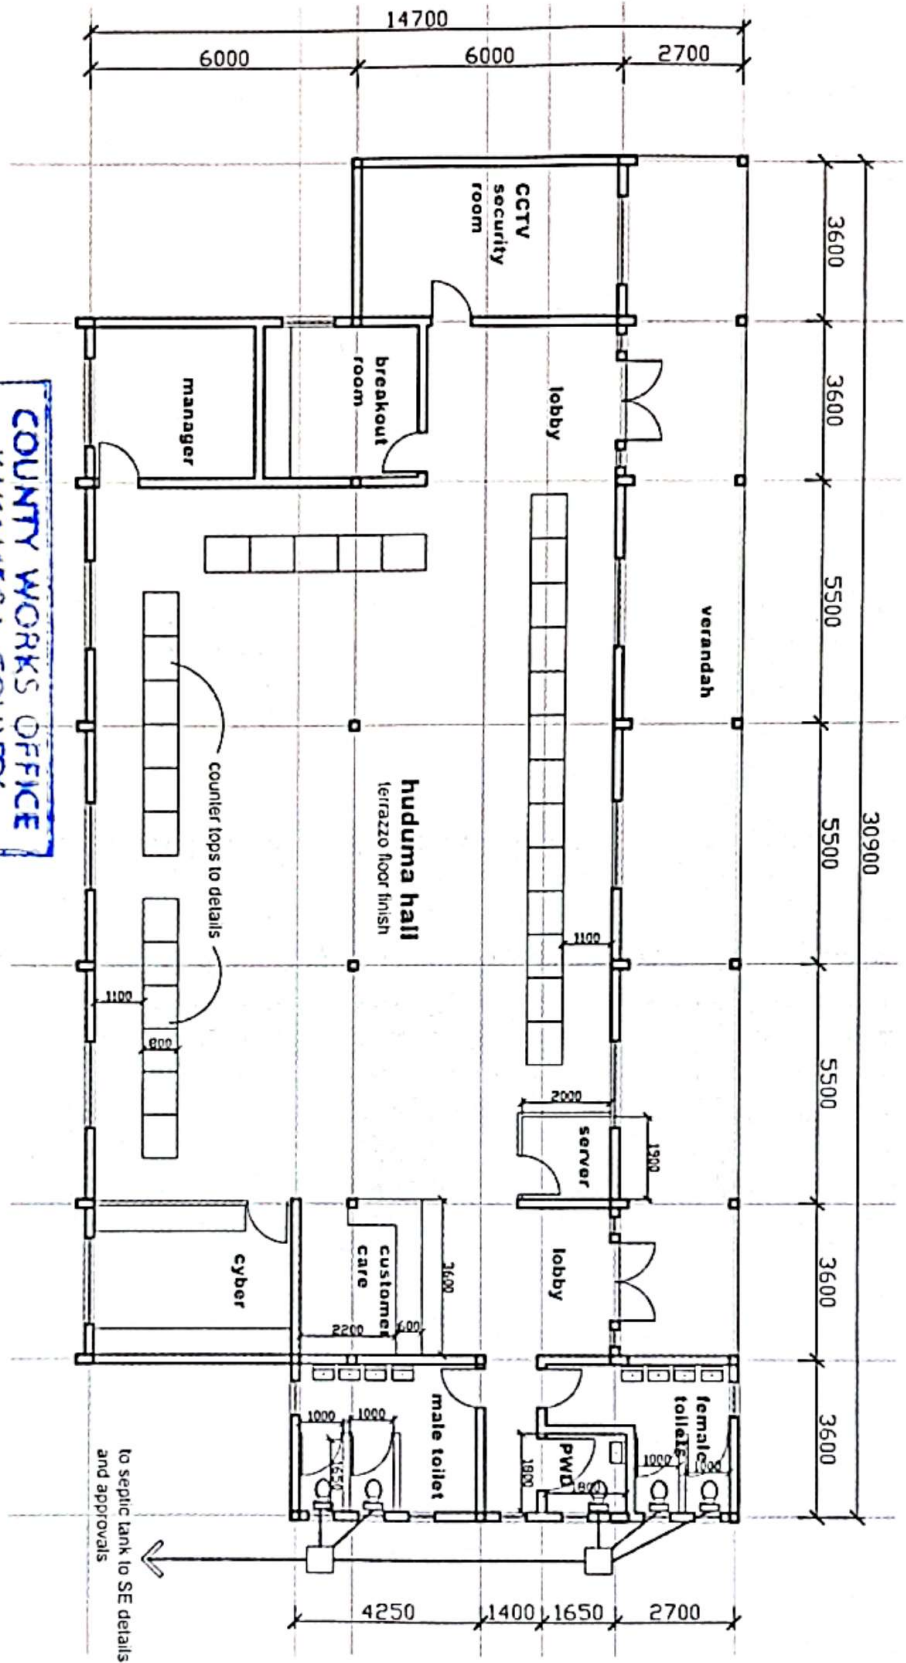 14700
6000
6000
2700
3600
3600
5500
5500
5500
3600
3600
30900
CCTV
security
room
lobby
breakout
room
manager
verandah
huduma hall
terrazzo floor finish
counter tops to details
1100
1100
800
2000
server
1900
lobby
customer
care
3600
2200
600
cyber
male toilet
1000
1000
1650
female
toilets
1000
1000
PWD
1800
1800
4250
1400
1650
2700
to septic tank to SE details
and approvals
COUNTY WORKS OFFICE